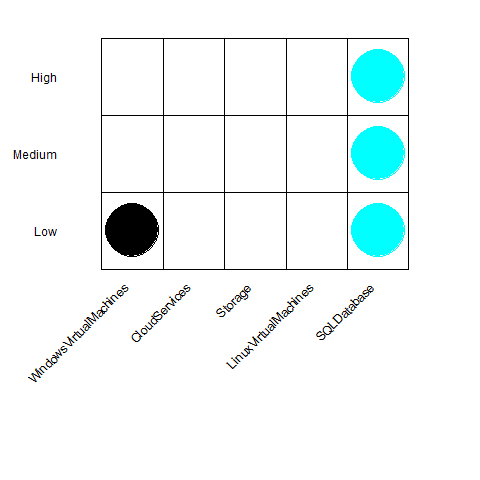 High
Medium
Low
WindowsVirtualMachines
CloudServices
Storage
LinuxVirtualMachines
SQLDatabase